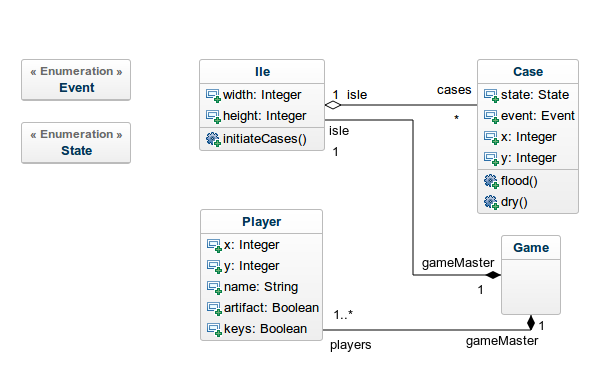 « Enumeration »
Event
« Enumeration »
State
Ile
width: Integer
height: Integer
initiateCases()
1 isle
cases
*
isle
1
Case
state: State
event: Event
x: Integer
y: Integer
flood()
dry()
Player
x: Integer
y: Integer
name: String
artifact: Boolean
keys: Boolean
1..*
players
Game
gameMaster
1
1
gameMaster